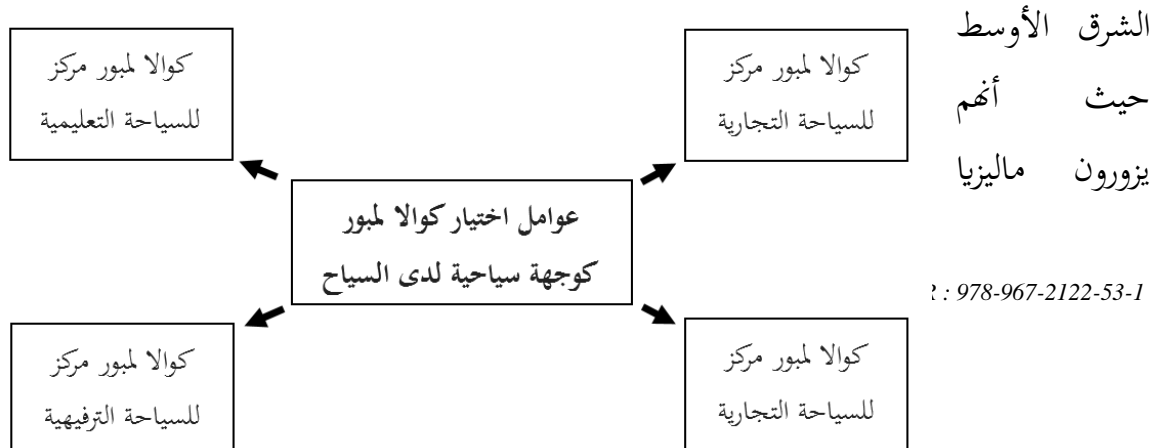 الشرق الأوسط
حيث أنهم
يزورون ماليزيا
كوالا لمبور مركز
للسياحة التجارية
كوالا لمبور مركز
للسياحة التعليمية
عوامل اختيار كوالا لمبور
كوجهة سياحية لدى السياح
: 978-967-2122-53-1
كوالا لمبور مركز
للسياحة التجارية
كوالا لمبور مركز
للسياحة الترفيهية